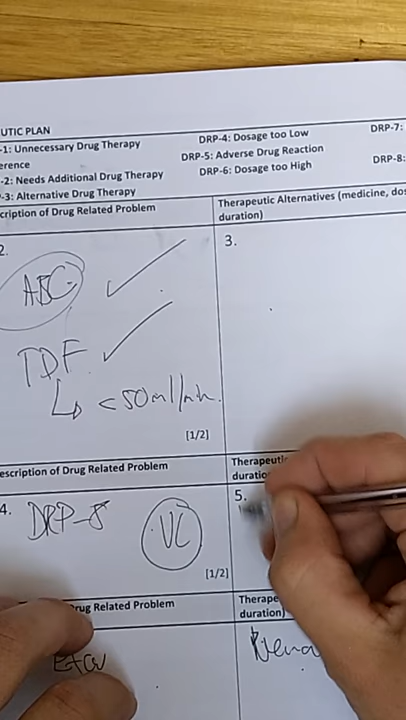 UTIC PLAN
-1: Unnecessary Drug Therapy
DRP-4: Dosage too Low
DRP-7:
erence
DRP-5: Adverse Drug Reaction
-2: Needs Additional Drug Therapy
DRP-6: Dosage too High
DRP-8:
P-3: Alternative Drug Therapy
cription of Drug Related Problem
Therapeutic Alternatives (medicine, dos
duration)
2.
3.
ABC
TDF
<50ml/min.
[1/2]
escription of Drug Related Problem
Therapeutic
duratio
4.
DRP-8
VL
5.
[1/2]
rug Related Problem
Therape
duration)